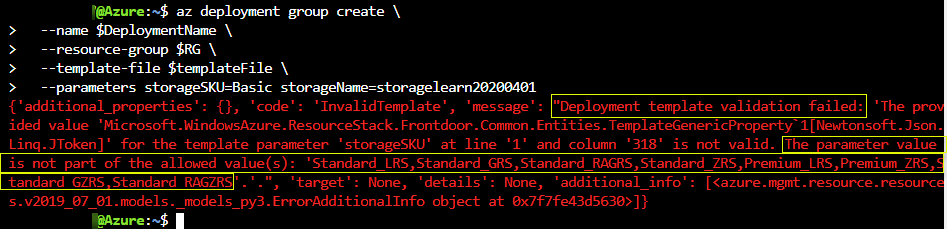 @Azure:~$ az deployment group create \
>   --name $DeploymentName \
>   --resource-group $RG \
>   --template-file $templateFile \
>   --parameters storageSKU=Basic storageName=storagelearn20200401
{'additional_properties': {}, 'code': 'InvalidTemplate', 'message': "Deployment template validation failed: 'The prov
ided value 'Microsoft.WindowsAzure.ResourceStack.Frontdoor.Common.Entities.TemplateGenericProperty`1[Newtonsoft.Json.
Linq.JToken]' for the template parameter 'storageSKU' at line '1' and column '318' is not valid. The parameter value
is not part of the allowed value(s): 'Standard_LRS,Standard_GRS,Standard_RAGRS,Standard_ZRS,Premium_LRS,Premium_ZRS,S
tandard_GZRS,Standard_RAGZRS'.'.", 'target': None, 'details': None, 'additional_info': [<azure.mgmt.resource.resource
s.v2019_07_01.models._models_py3.ErrorAdditionalInfo object at 0x7f7fe43d5630>]}
@Azure:~$